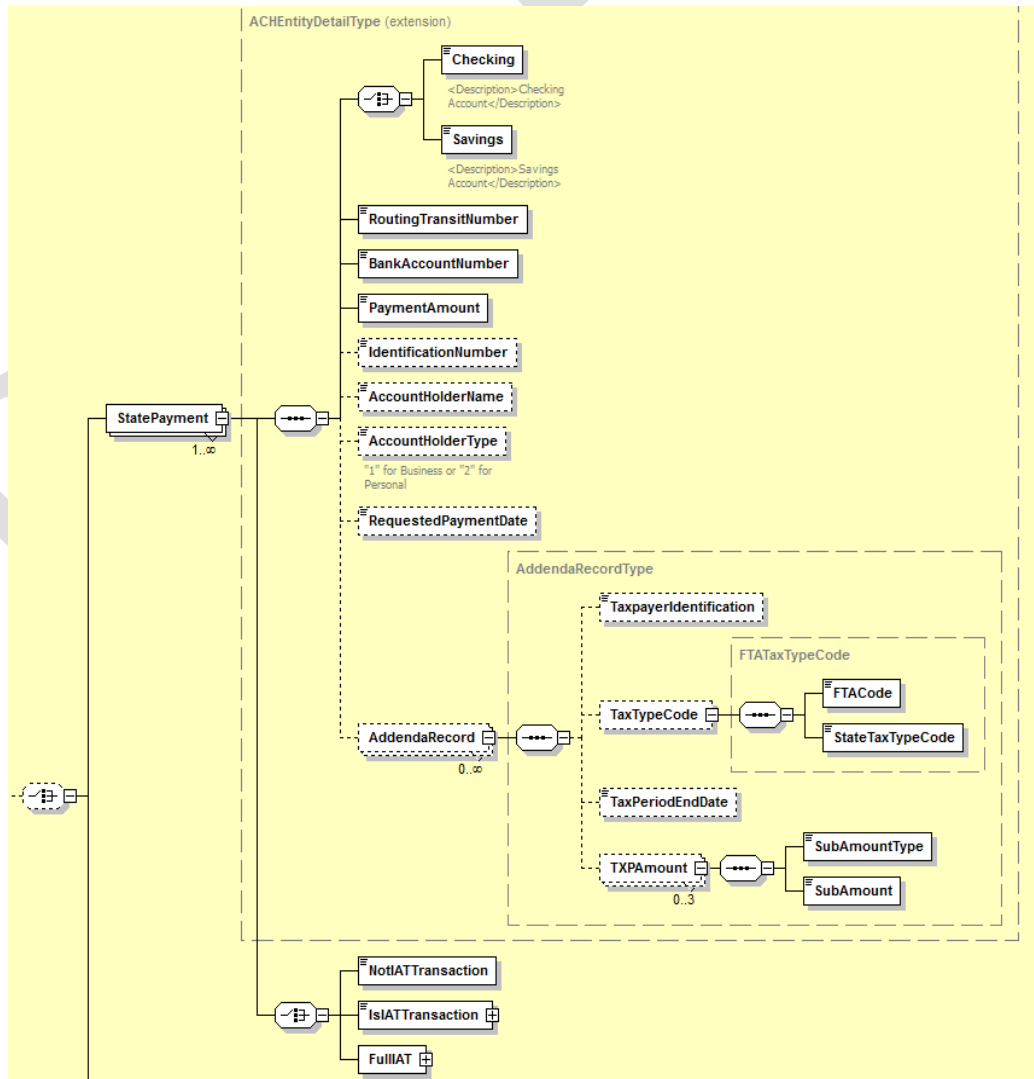 ACHEntityDetailType (extension)
Checking
<Description>Checking
Account</Description>
Savings
<Description>Savings
Account</Description>
RoutingTransitNumber
BankAccountNumber
PaymentAmount
IdentificationNumber
AccountHolderName
StatePayment
1..∞
AccountHolderType
"1" for Business or "2" for
Personal
RequestedPaymentDate
AddendaRecordType
TaxpayerIdentification
FTATaxTypeCode
FTACode
TaxTypeCode
StateTaxTypeCode
AddendaRecord
0..∞
TaxPeriodEndDate
SubAmountType
TXPAmount
0..3
SubAmount
NotIATTransaction
IsIATTransaction
FullIAT